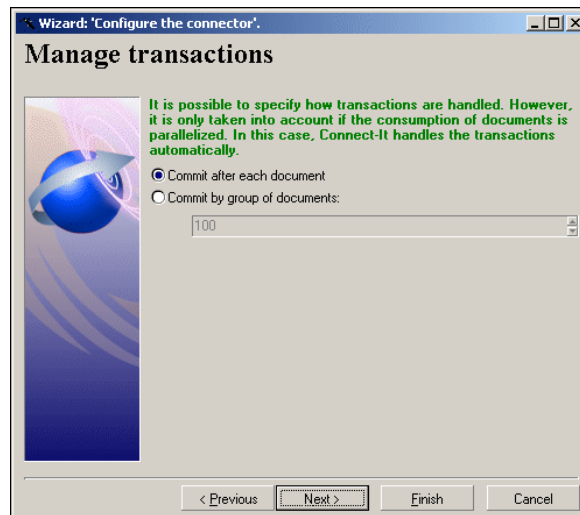 Wizard: 'Configure the connector'.
Manage transactions
It is possible to specify how transactions are handled. However,
it is only taken into account if the consumption of documents is
parallelized. In this case, Connect-It handles the transactions
automatically.
Commit after each document
Commit by group of documents:
100
< Previous Next > Finish Cancel